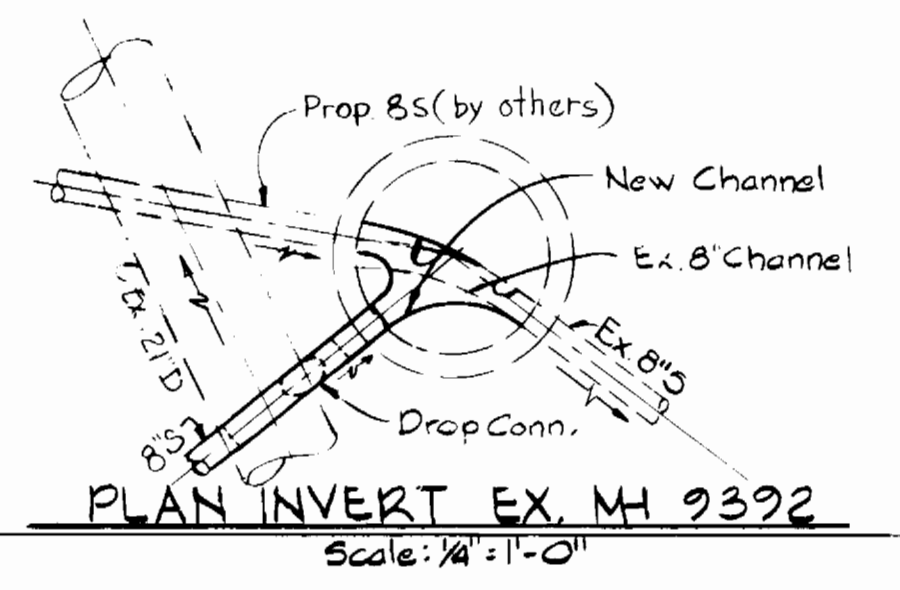 Prop. 8S (by others)
New Channel
Ex. 8" Channel
Ex. 21"D
Ex. 8"S
8"S
Drop Conn.
PLAN INVERT EX. MH 9392
Scale: 1/4" = 1'-0"